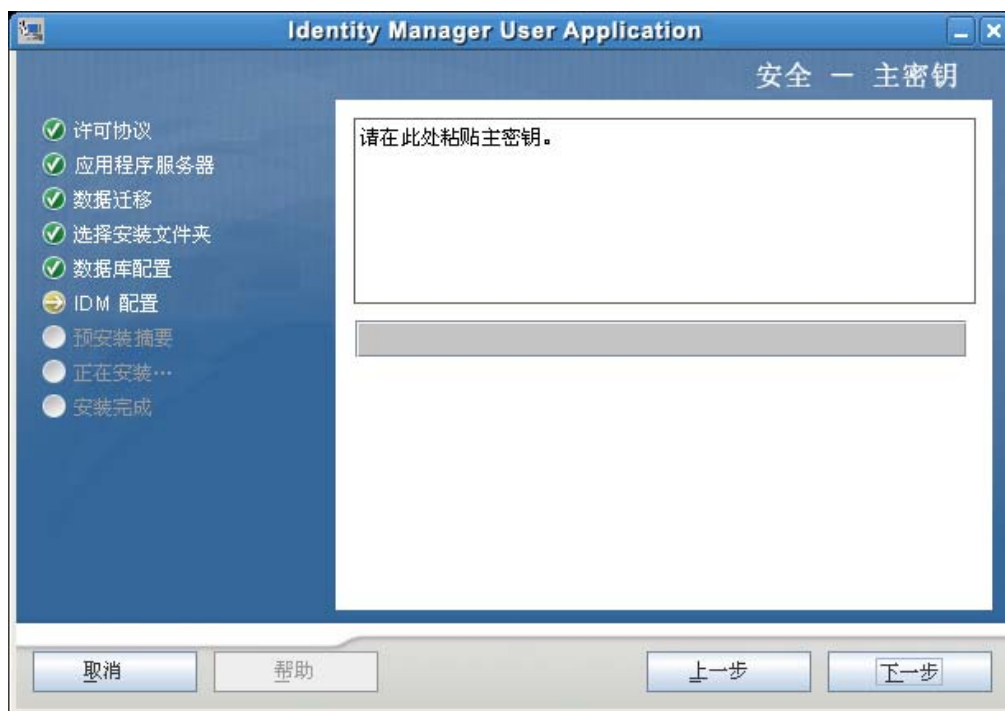 Identity Manager User Application
安全 － 主密钥
许可协议
应用程序服务器
数据迁移
选择安装文件夹
数据库配置
IDM 配置
预安装摘要
正在安装…
安装完成
请在此处粘贴主密钥。
取消
帮助
上一步
下一步